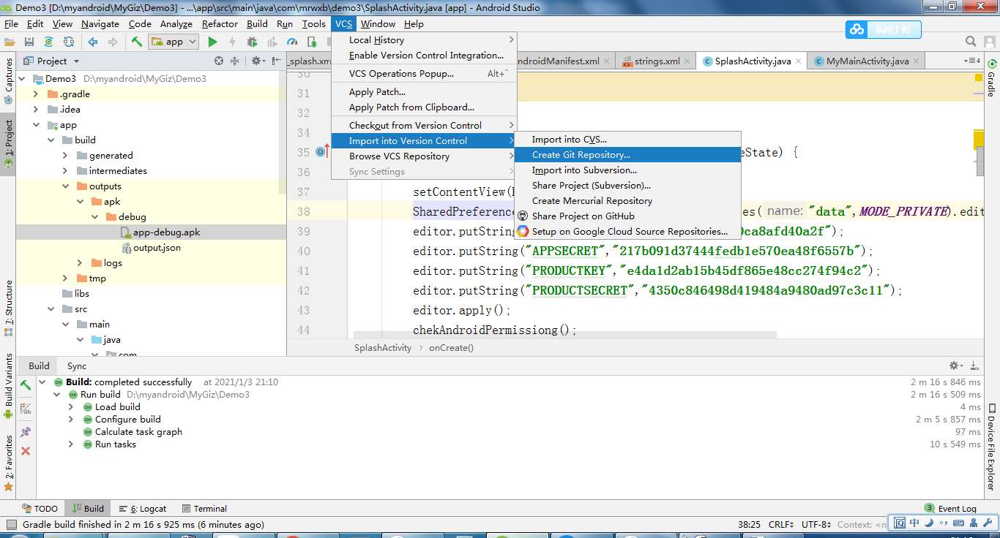 Demo3 [D:\myandroid\MyGiz\Demo3] - ...\app\src\main\java\com\mrwxb\demo3\SplashActivity.java [app] - Android Studio
File Edit View Navigate Code Analyze Refactor Build Run Tools VCS Window Help
app
Project
_splash.xm
ndroidManifest.xml
strings.xml
SplashActivity.java
MyMainActivity.java
4
Captures
1: Project
7: Structure
Build Variants
2: Favorites
Gradle
Device File Explorer
Demo3 D:\myandroid\MyGiz\Demo3
.gradle
.idea
app
build
generated
intermediates
outputs
apk
debug
app-debug.apk
output.json
logs
tmp
libs
src
main
java
com
Local History
Enable Version Control Integration...
VCS Operations Popup... Alt+`
Apply Patch...
Apply Patch from Clipboard...
Checkout from Version Control
Import into Version Control
Browse VCS Repository
Sync Settings
Import into CVS...
Create Git Repository...
Import into Subversion...
Share Project (Subversion)...
Create Mercurial Repository
Share Project on GitHub
Setup on Google Cloud Source Repositories...
30
31
32
34
35 eState) {
36
37 setContentView(
38 SharedPreferenc es( name: "data",MODE_PRIVATE).edit
39 editor.putString( 0ca8afd40a2f");
40 editor.putString("APPSECRET","217b091d37444fedb1e570ea48f6557b");
41 editor.putString("PRODUCTKEY","e4da1d2ab15b45df865e48cc274f94c2");
42 editor.putString("PRODUCTSECRET","4350c846498d419484a9480ad97c3c11");
43 editor.apply();
44 chekAndroidPermissiong();
SplashActivity onCreate()
Build Sync
Build: completed successfully at 2021/1/3 21:10 2 m 16 s 846 ms
Run build D:\myandroid\MyGiz\Demo3 2 m 16 s 509 ms
Load build 4 ms
Configure build 2 m 5 s 857 ms
Calculate task graph 97 ms
Run tasks 10 s 549 ms
TODO Build 6: Logcat Terminal 3 Event Log
Gradle build finished in 2 m 16 s 925 ms (6 minutes ago) 38:25 CRLF UTF-8 Context: <n
中